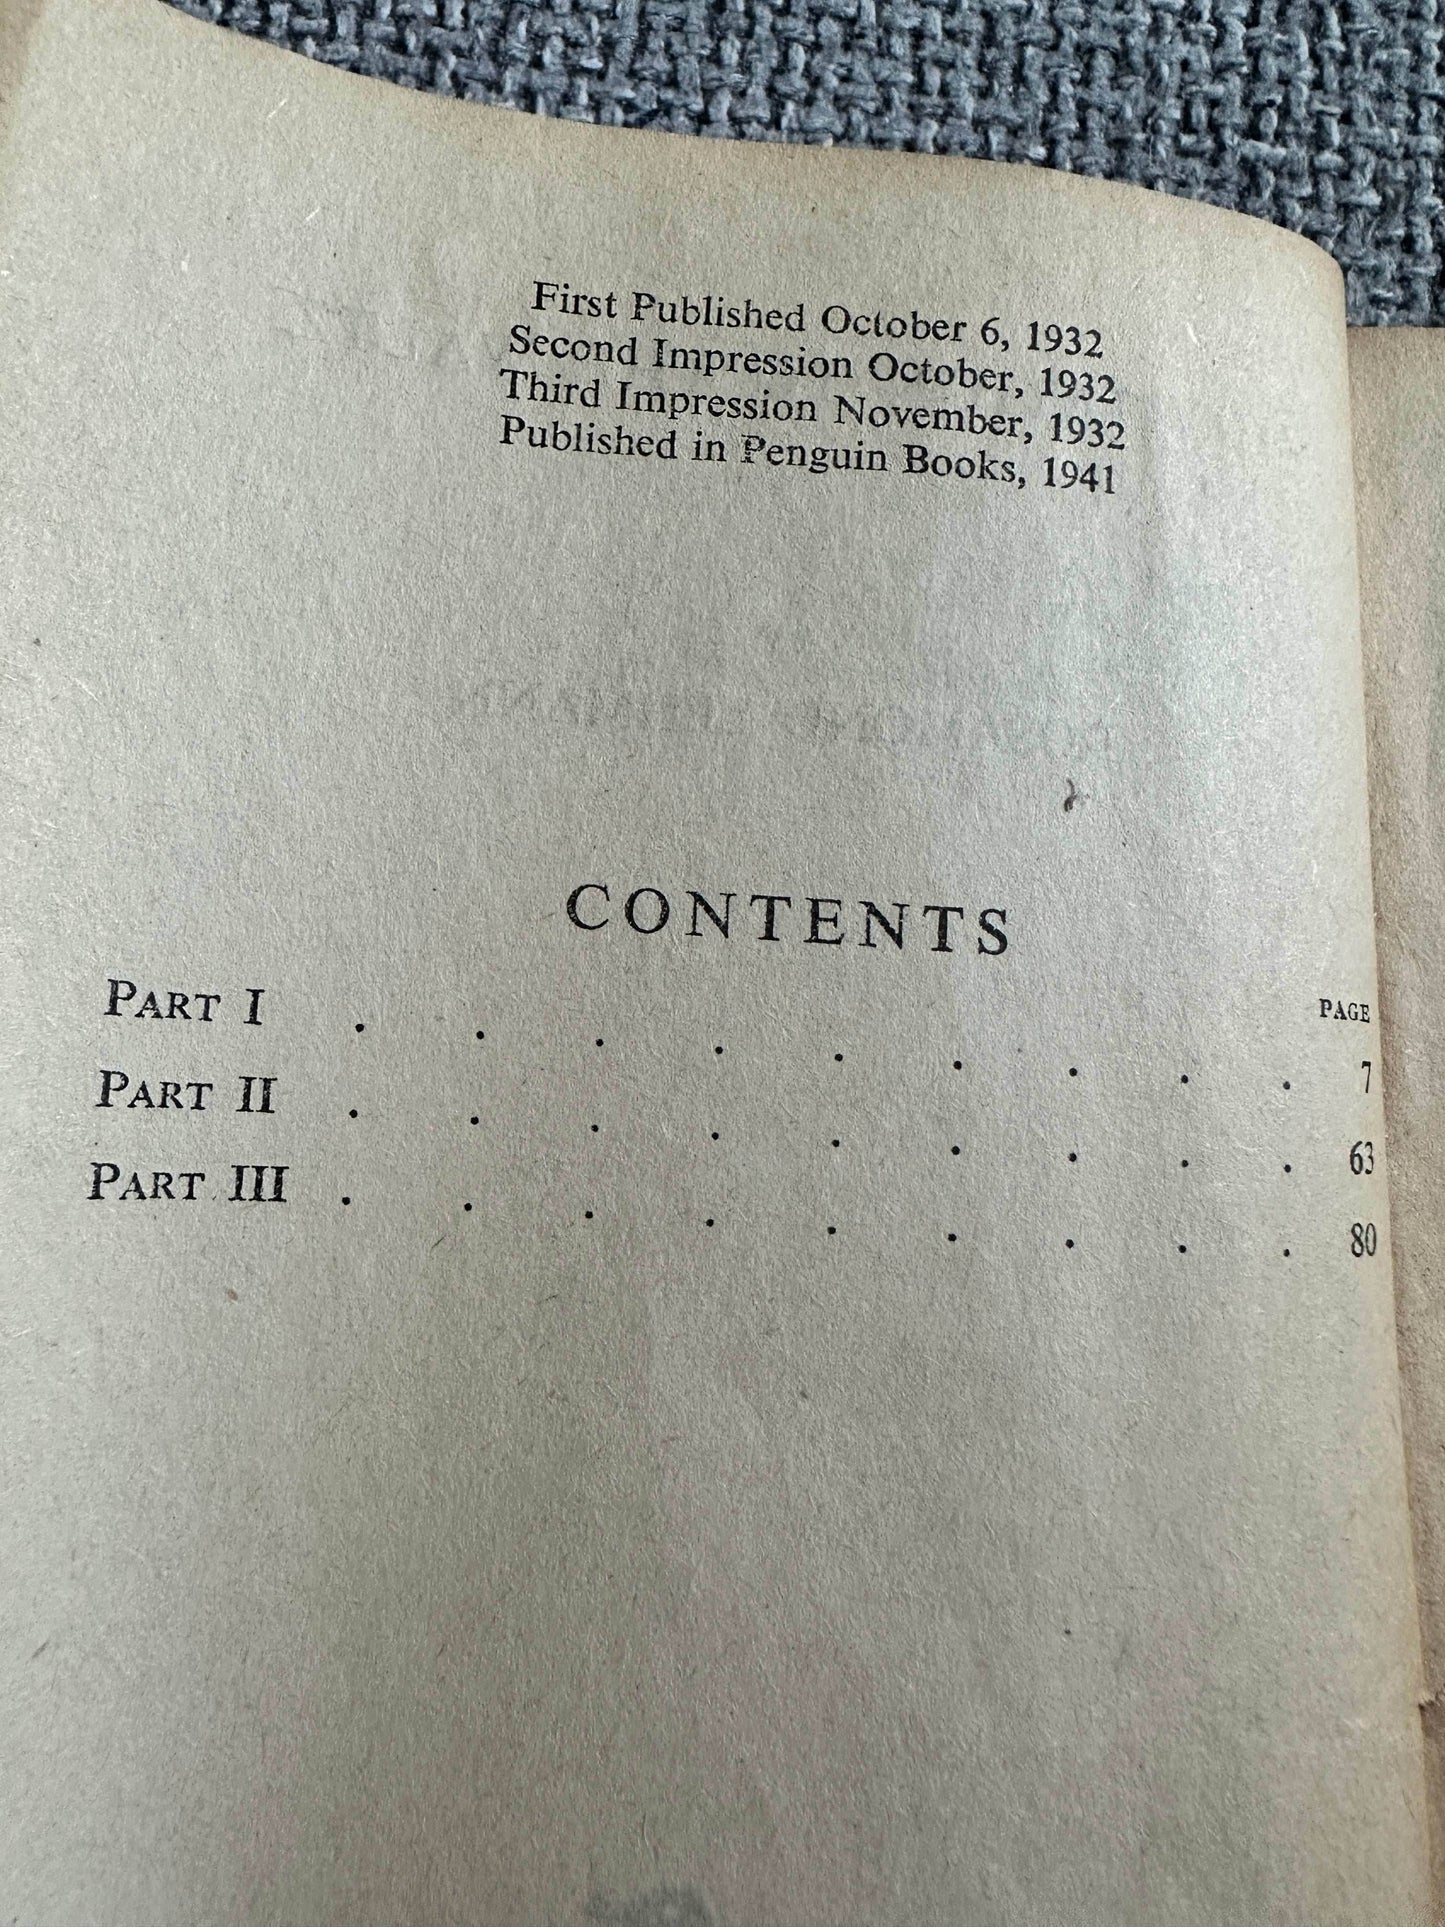 First Published October 6, 1932
Second Impression October, 1932
Third Impression November, 1932
Published in Penguin Books, 1941
CONTENTS
PAGE
PART I . . . . . . . . . 7
PART II . . . . . . . . . 63
PART III . . . . . . . . . 80